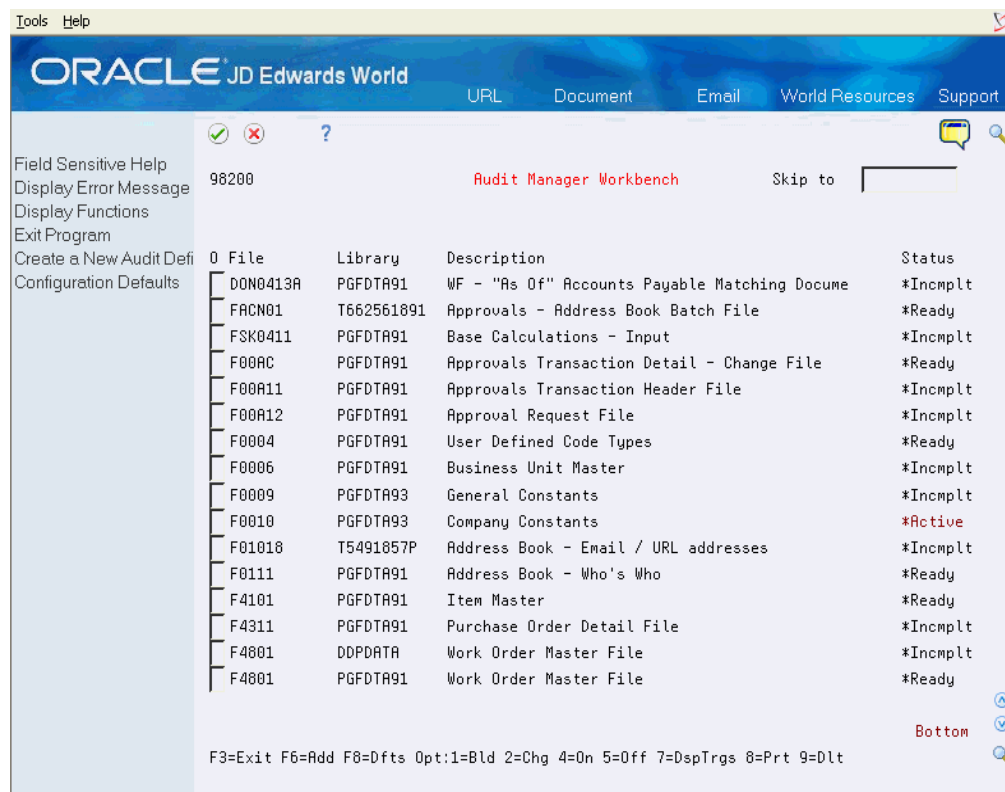 Tools Help
ORACLE JD Edwards World
URL Document Email World Resources Support
?
Field Sensitive Help
Display Error Message
Display Functions
Exit Program
Create a New Audit Defi
Configuration Defaults
98200 Audit Manager Workbench Skip to
O File Library Description Status
DON0413A PGFDTA91 WF - "As Of" Accounts Payable Matching Docume *Incmplt
FACN01 T662561891 Approvals - Address Book Batch File *Ready
FSK0411 PGFDTA91 Base Calculations - Input *Incmplt
F00AC PGFDTA91 Approvals Transaction Detail - Change File *Ready
F00A11 PGFDTA91 Approvals Transaction Header File *Incmplt
F00A12 PGFDTA91 Approval Request File *Incmplt
F0004 PGFDTA91 User Defined Code Types *Ready
F0006 PGFDTA91 Business Unit Master *Incmplt
F0009 PGFDTA93 General Constants *Incmplt
F0010 PGFDTA93 Company Constants *Active
F01018 T5491857P Address Book - Email / URL addresses *Incmplt
F0111 PGFDTA91 Address Book - Who's Who *Ready
F4101 PGFDTA91 Item Master *Ready
F4311 PGFDTA91 Purchase Order Detail File *Incmplt
F4801 DDPDATA Work Order Master File *Incmplt
F4801 PGFDTA91 Work Order Master File *Ready
Bottom
F3=Exit F6=Add F8=Dfts Opt:1=Bld 2=Chg 4=On 5=Off 7=DspTrgs 8=Prt 9=Dlt